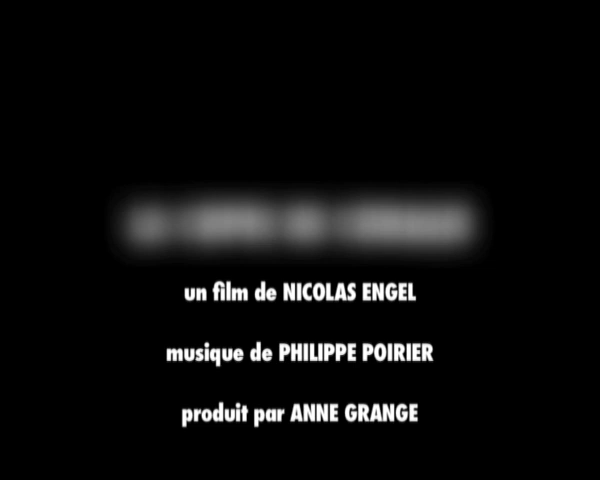 un film de NICOLAS ENGEL
musique de PHILIPPE POIRIER
produit par ANNE GRANGE